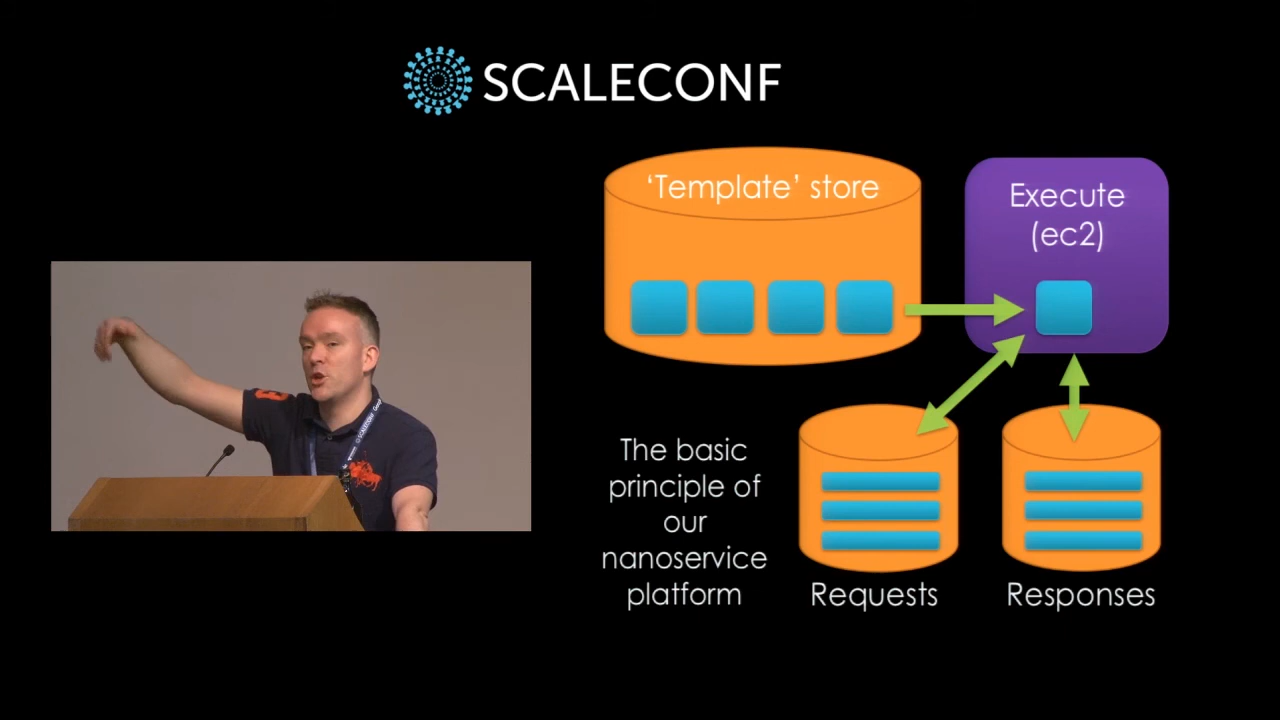 SCALECONF
‘Template’ store
Execute
(ec2)
The basic
principle of
our
nanoservice
platform
Requests
Responses